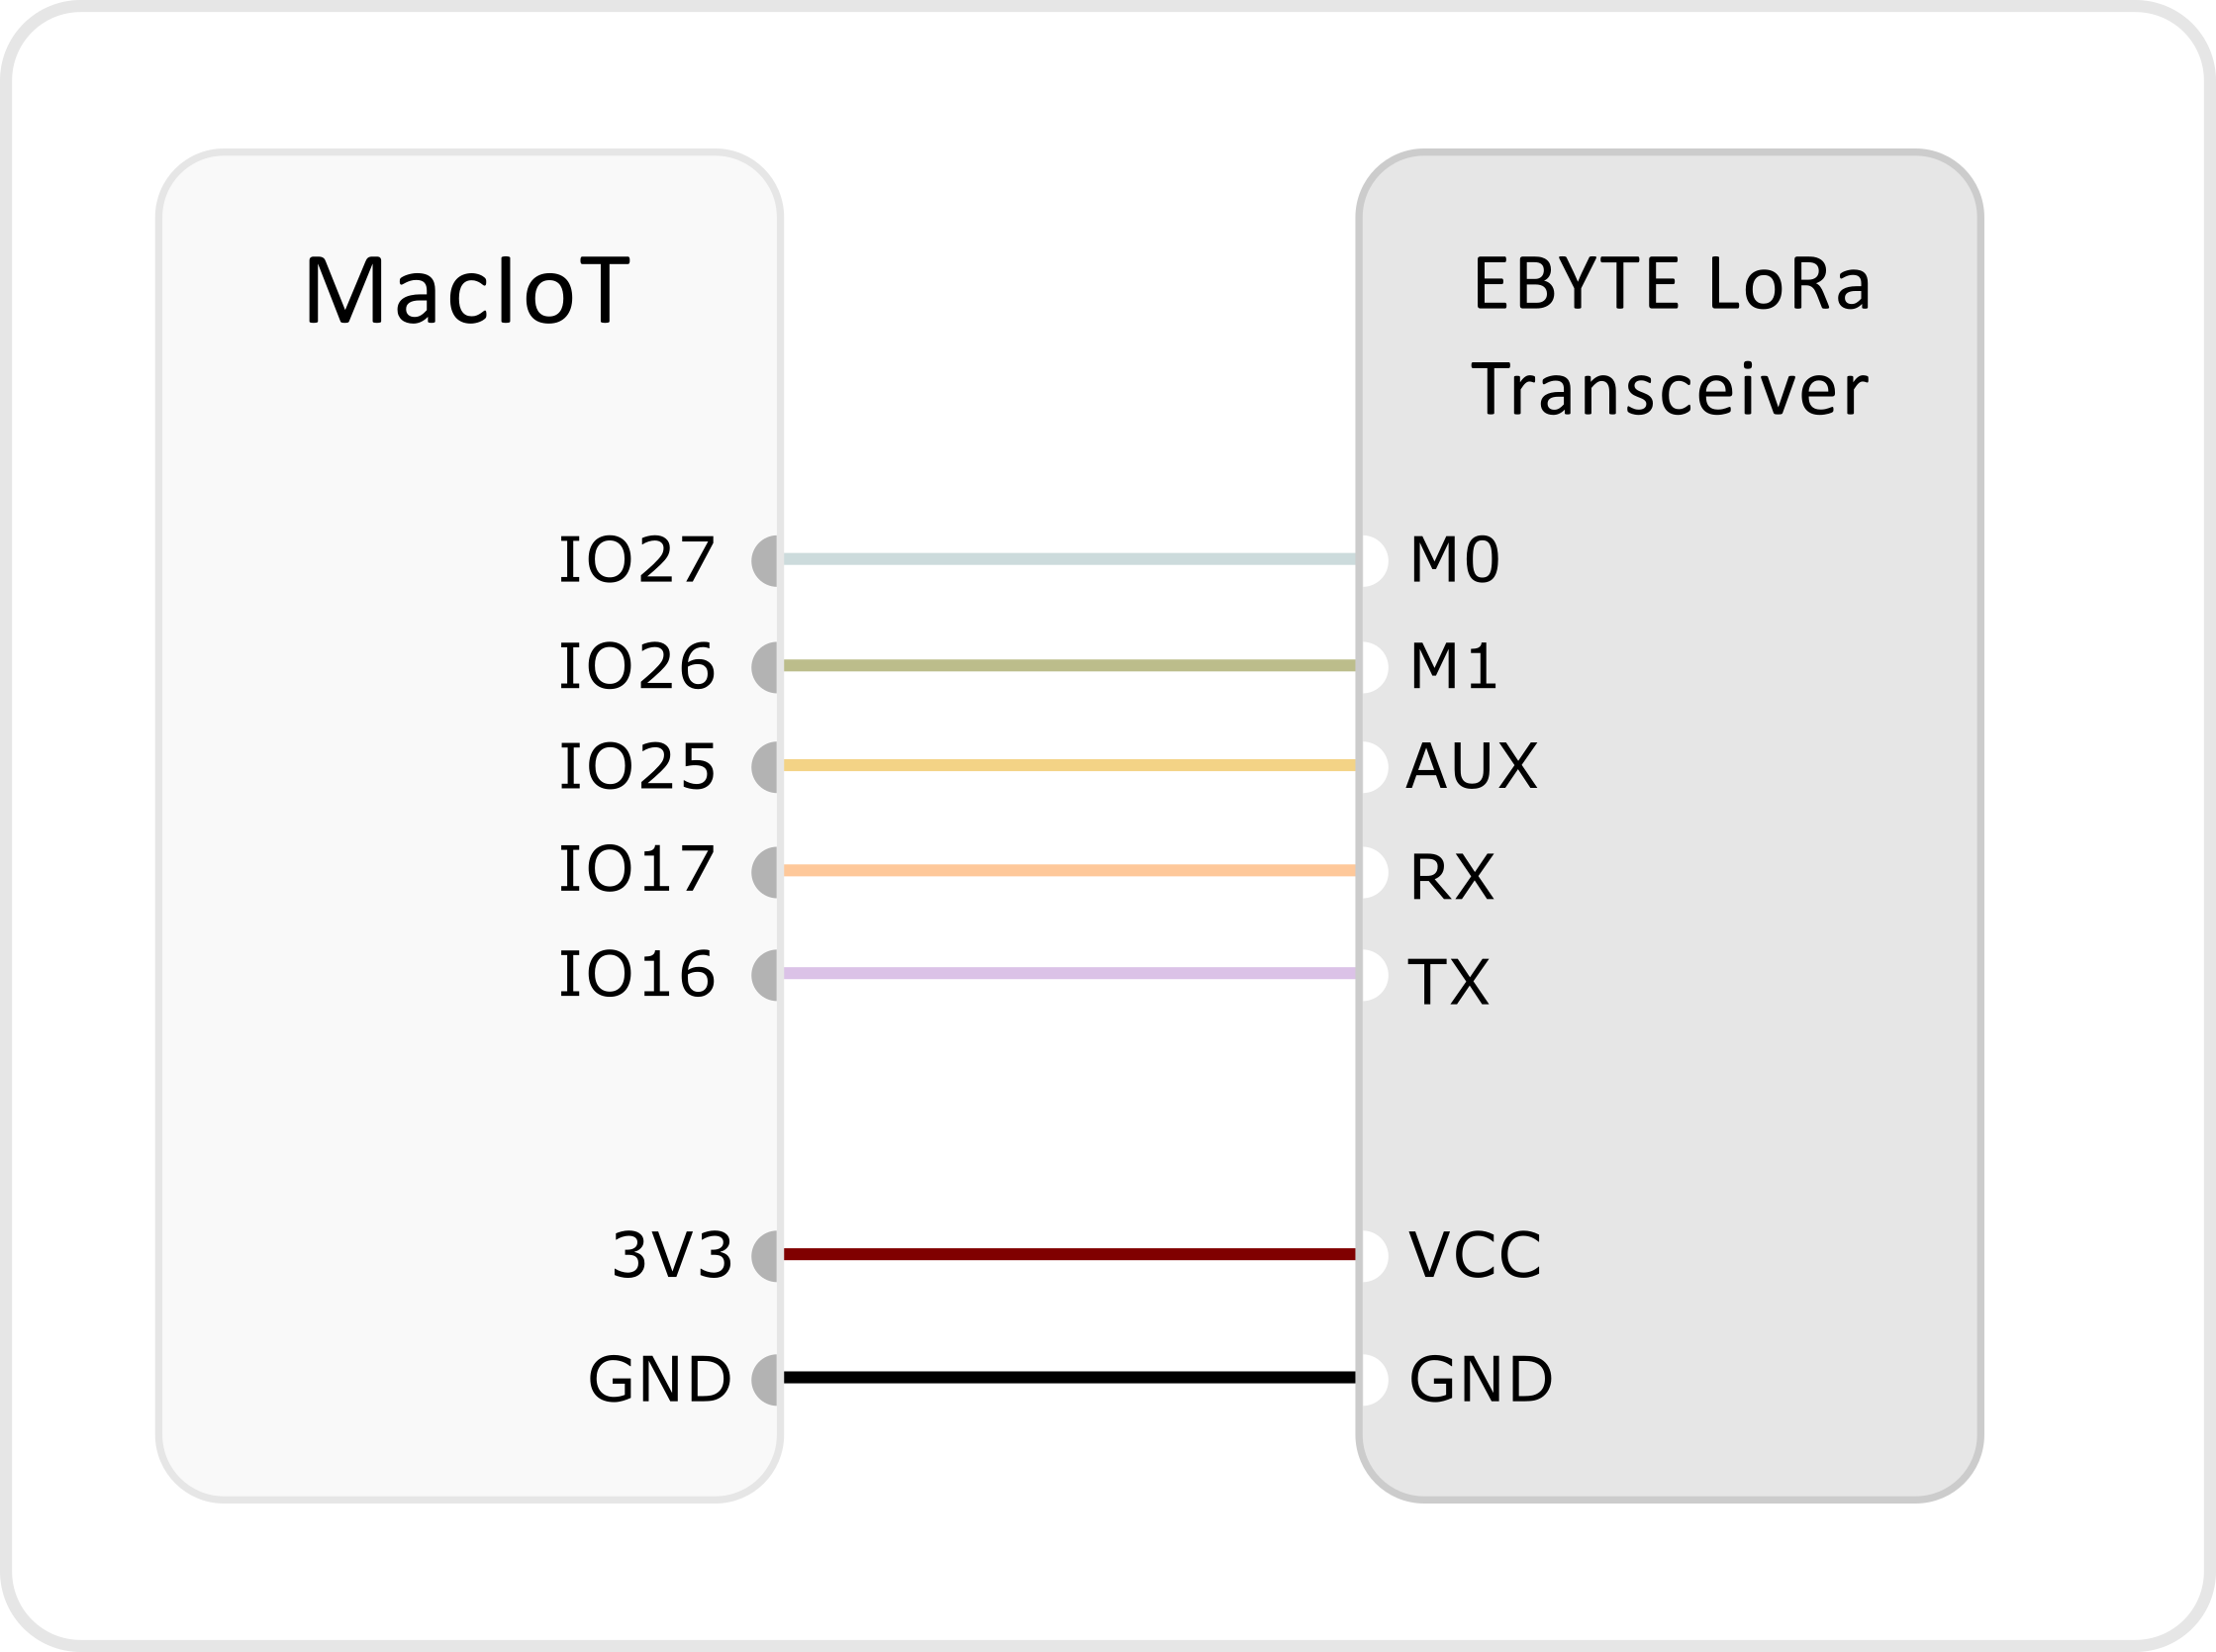 MacIoT
EBYTE LoRa
Transceiver
IO27
M0
IO26
M1
IO25
AUX
IO17
RX
IO16
TX
3V3
VCC
GND
GND